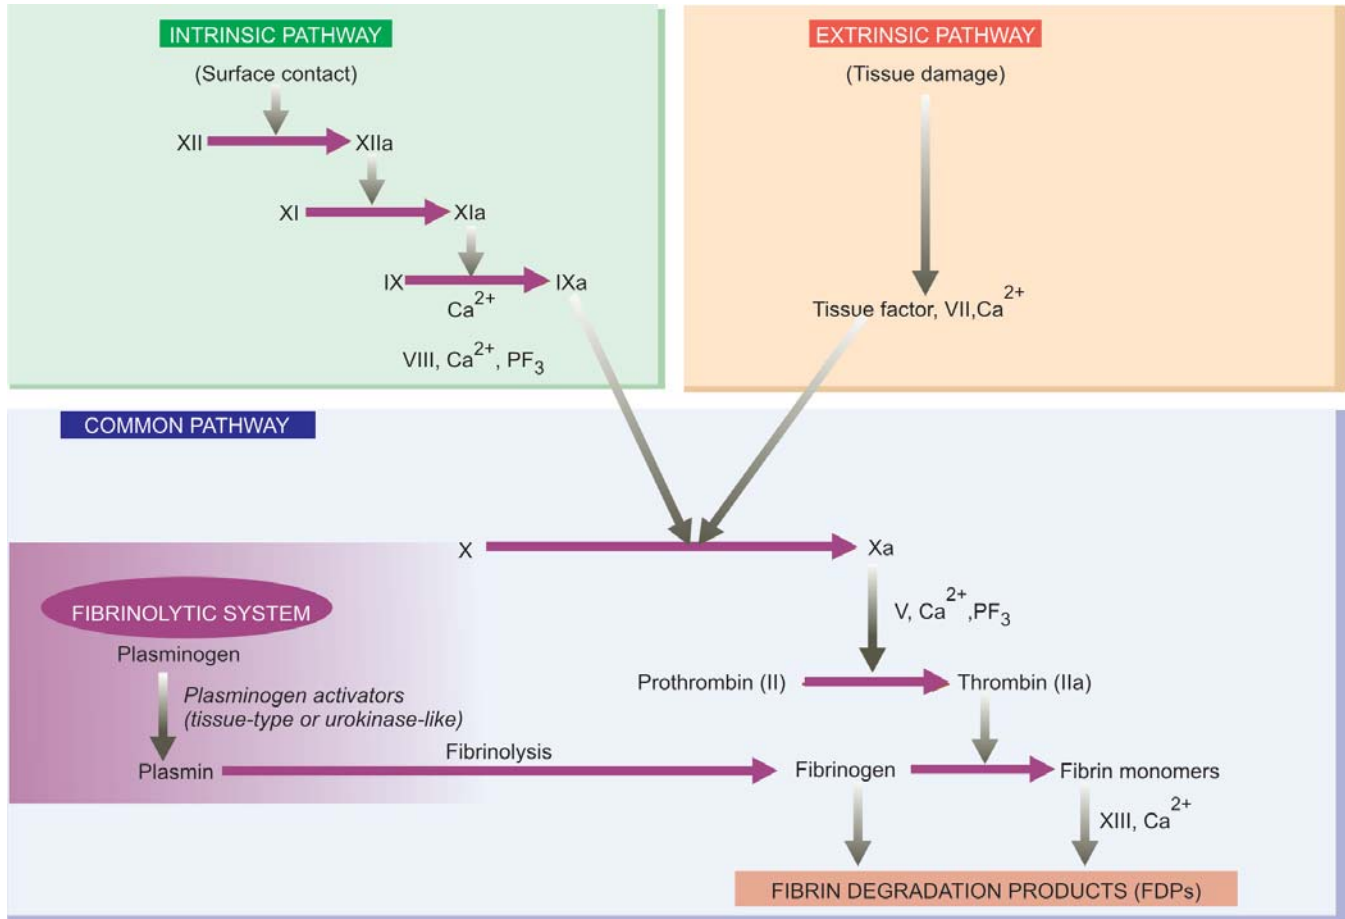 INTRINSIC PATHWAY
(Surface contact)
XII
XIIa
XI
XIa
IX
IXa
Ca2+
VIII, Ca2+, PF3
EXTRINSIC PATHWAY
(Tissue damage)
Tissue factor, VII,Ca2+
COMMON PATHWAY
X
Xa
V, Ca2+,PF3
FIBRINOLYTIC SYSTEM
Plasminogen
Plasminogen activators
(tissue-type or urokinase-like)
Plasmin
Fibrinolysis
Prothrombin (II)
Thrombin (IIa)
Fibrinogen
Fibrin monomers
XIII, Ca2+
FIBRIN DEGRADATION PRODUCTS (FDPs)